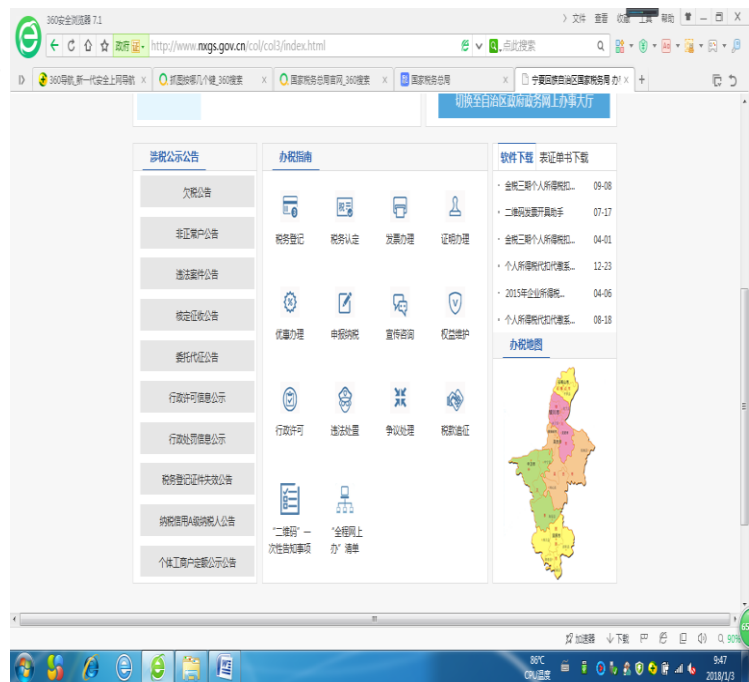 360安全浏览器 7.1
文件 查看 收藏 工具 帮助
政府 证 http://www.nxgs.gov.cn/col/col3/index.html
点此搜索
360导航_新一代安全上网导航
抓图按哪几个键_360搜索
国家税务总局官网_360搜索
国家税务总局
宁夏回族自治区国家税务局 办
切换至自治区政府政务网上办事大厅
涉税公示公告
欠税公告
非正常户公告
违法案件公告
核定征收公告
委托代征公告
行政许可信息公示
行政处罚信息公示
税务登记证件失效公告
纳税信用A级纳税人公告
个体工商户定额公示公告
办税指南
税务登记
税务认定
发票办理
证明办理
优惠办理
申报纳税
宣传咨询
权益维护
行政许可
违法处置
争议处理
税款追征
“二维码”一
次性告知事项
“全程网上
办”清单
软件下载 表证单书下载
金税三期个人所得税扣... 09-08
二维码发票开具助手 07-17
金税三期个人所得税扣... 04-01
个人所得税代扣代缴系... 12-23
2015年企业所得税... 04-06
个人所得税代扣代缴系... 08-18
办税地图
加速器 下载 90%
86℃
CPU温度
9:47
2018/1/3